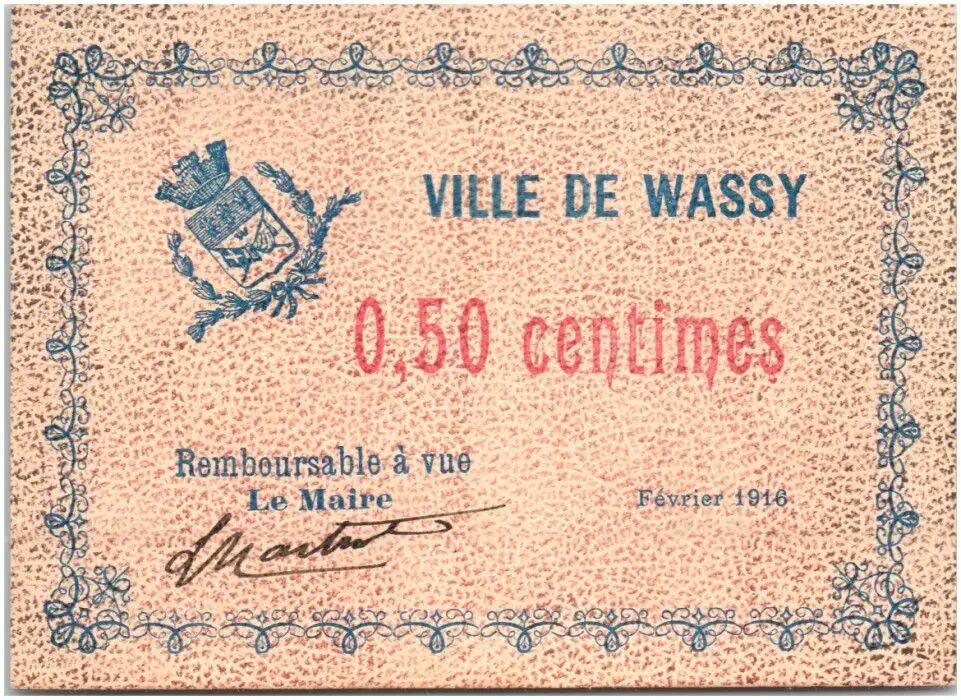 VILLE DE WASSY
0,50 centimes
Remboursable à vue
Le Maire
Février 1916